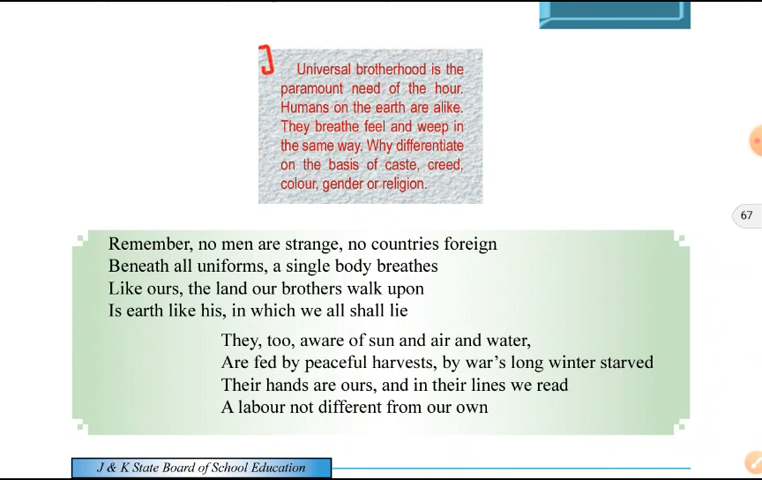 Universal brotherhood is the
paramount need of the hour.
Humans on the earth are alike.
They breathe feel and weep in
the same way. Why differentiate
on the basis of caste, creed,
colour, gender or religion.
67
Remember, no men are strange, no countries foreign
Beneath all uniforms, a single body breathes
Like ours, the land our brothers walk upon
Is earth like his, in which we all shall lie
They, too, aware of sun and air and water,
Are fed by peaceful harvests, by war's long winter starved
Their hands are ours, and in their lines we read
A labour not different from our own
J & K State Board of School Education